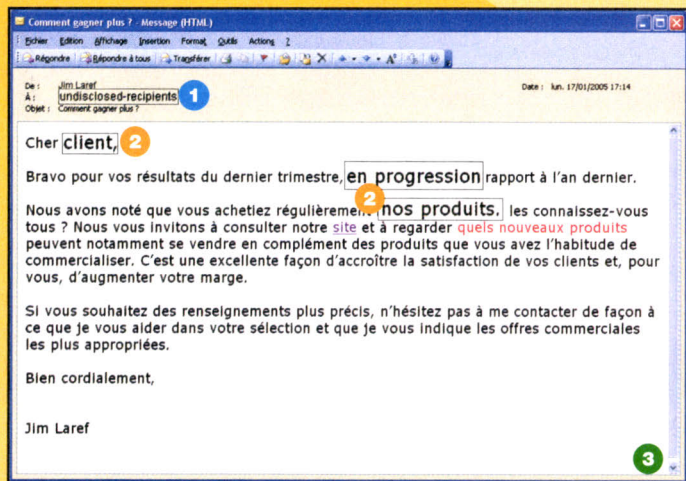 Comment gagner plus ? - Message (HTML)
Fichier Edition Affichage Insertion Format Outils Actions ?
Répondre Répondre à tous Transférer
De : Jim Laref
Date : lun. 17/01/2005 17:14
À : undisclosed-recipients 1
Objet : Comment gagner plus ?
Cher client, 2
Bravo pour vos résultats du dernier trimestre, en progression rapport à l'an dernier.
2
Nous avons noté que vous achetiez régulièrement nos produits. les connaissez-vous
tous ? Nous vous invitons à consulter notre site et à regarder quels nouveaux produits
peuvent notamment se vendre en complément des produits que vous avez l'habitude de
commercialiser. C'est une excellente façon d'accroître la satisfaction de vos clients et, pour
vous, d'augmenter votre marge.
Si vous souhaitez des renseignements plus précis, n'hésitez pas à me contacter de façon à
ce que je vous aider dans votre sélection et que je vous indique les offres commerciales
les plus appropriées.
Bien cordialement,
Jim Laref
3